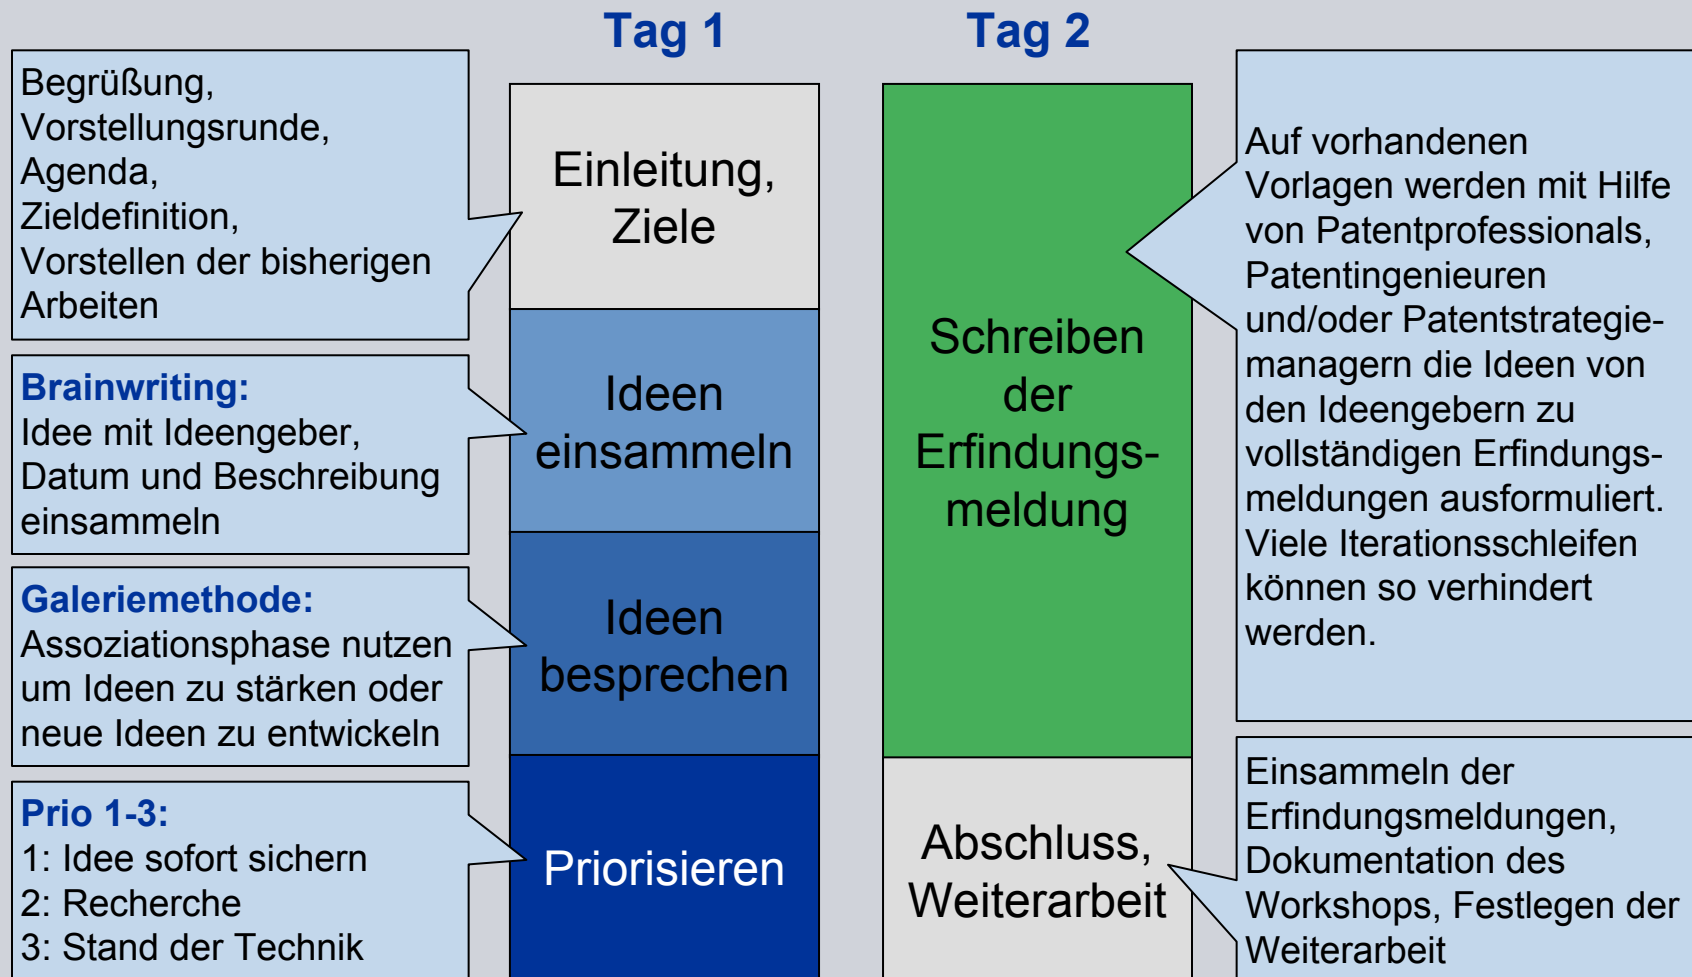 Tag 1
Tag 2
Begrüßung,
Vorstellungsrunde,
Agenda,
Zieldefinition,
Vorstellen der bisherigen
Arbeiten
Einleitung,
Ziele
Brainwriting:
Idee mit Ideengeber,
Datum und Beschreibung
einsammeln
Ideen
einsammeln
Galeriemethode:
Assoziationsphase nutzen
um Ideen zu stärken oder
neue Ideen zu entwickeln
Ideen
besprechen
Prio 1-3:
1: Idee sofort sichern
2: Recherche
3: Stand der Technik
Priorisieren
Schreiben
der
Erfindungs-
meldung
Auf vorhandenen
Vorlagen werden mit Hilfe
von Patentprofessionals,
Patentingenieuren
und/oder Patentstrategie-
managern die Ideen von
den Ideengebern zu
vollständigen Erfindungs-
meldungen ausformuliert.
Viele Iterationsschleifen
können so verhindert
werden.
Abschluss,
Weiterarbeit
Einsammeln der
Erfindungsmeldungen,
Dokumentation des
Workshops, Festlegen der
Weiterarbeit